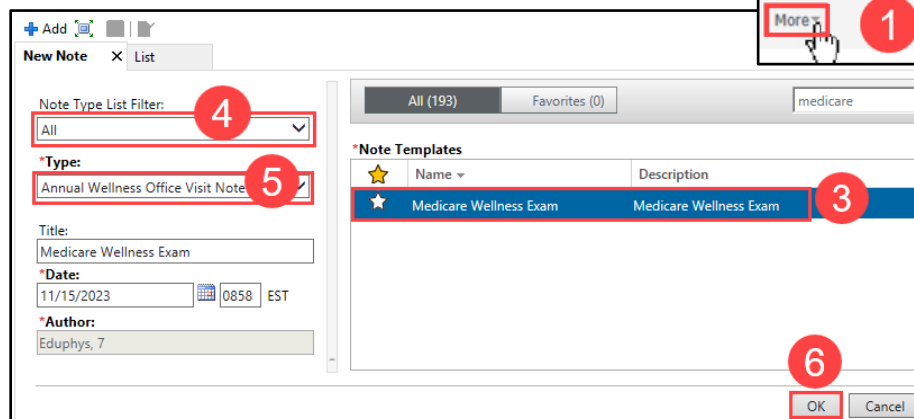 Add
More
1
New Note X List
Note Type List Filter:
4
All
*Type:
Annual Wellness Office Visit Note
5
Title:
Medicare Wellness Exam
*Date:
11/15/2023 0858 EST
*Author:
Eduphys, 7
All (193) Favorites (0) medicare
*Note Templates
Name Description
Medicare Wellness Exam Medicare Wellness Exam
3
6
OK Cancel